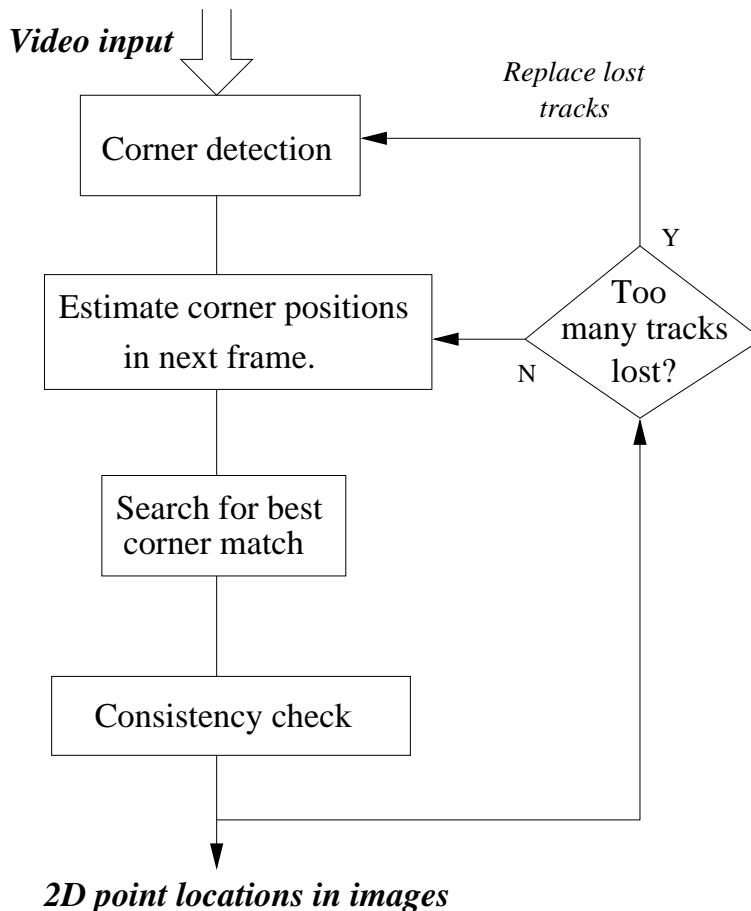 Video input
Replace lost
tracks
Corner detection
Y
Estimate corner positions
in next frame.
Too
many tracks
lost?
N
Search for best
corner match
Consistency check
2D point locations in images